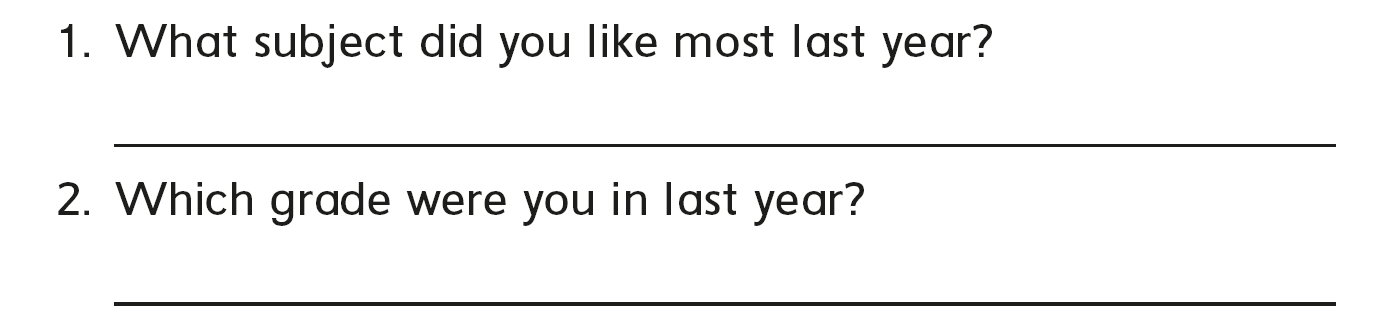 1. What subject did you like most last year?
2. Which grade were you in last year?